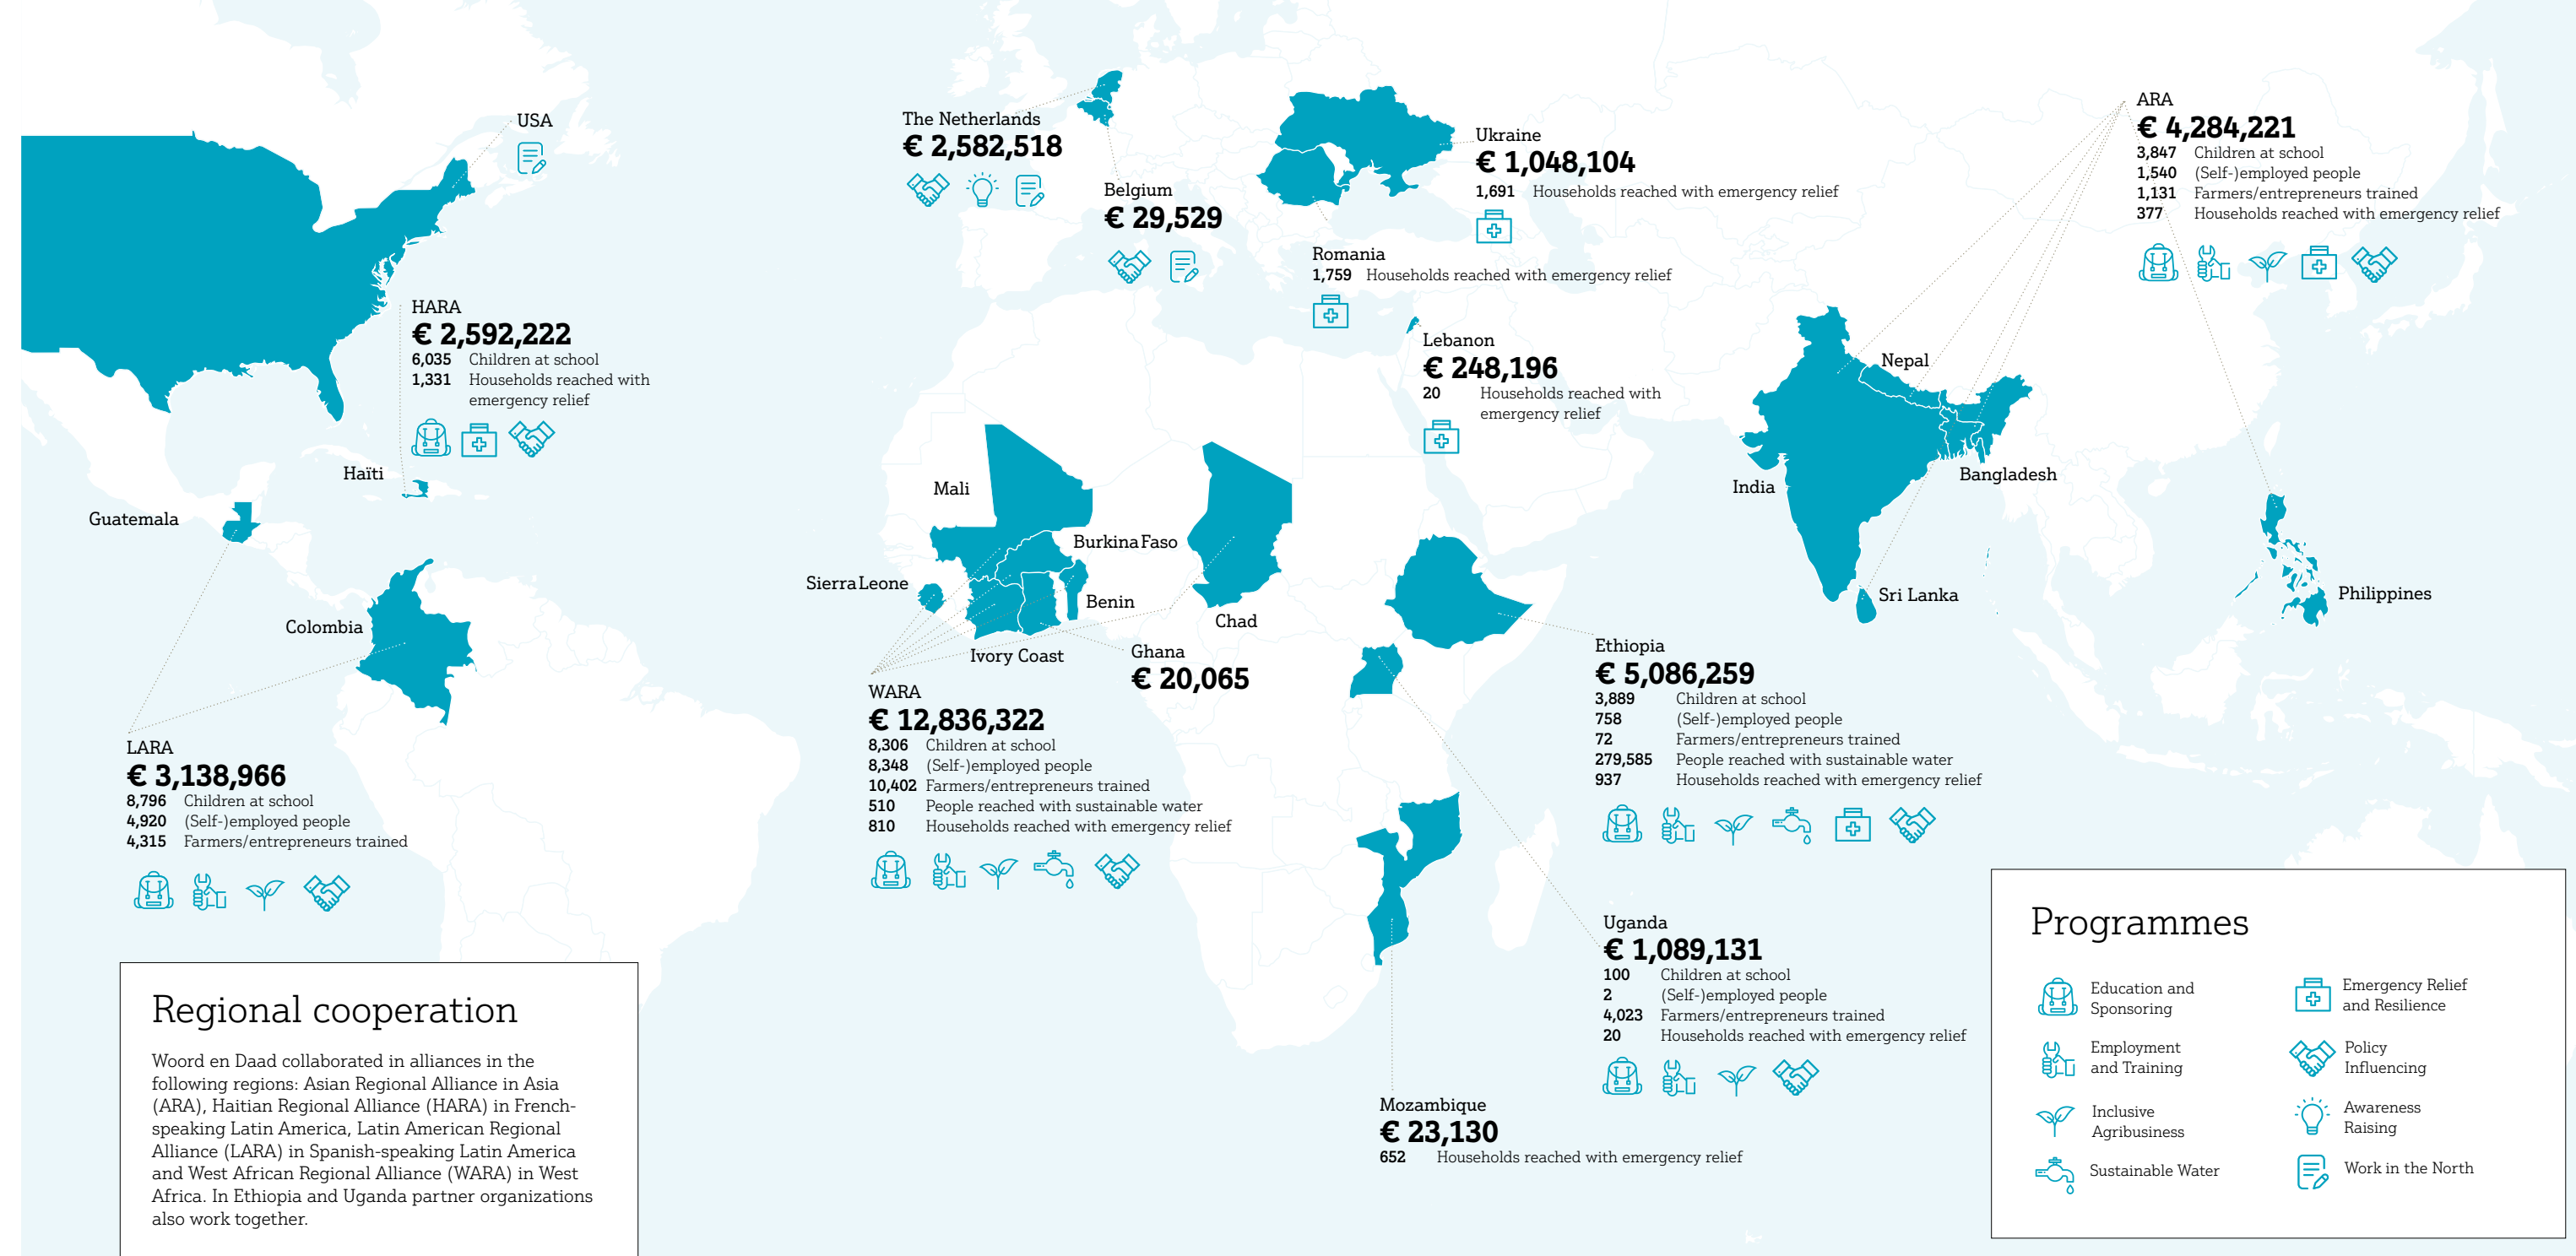 USA
HARA
€ 2,592,222
6,035 Children at school
1,331 Households reached with
emergency relief
Haïti
Guatemala
Colombia
LARA
€ 3,138,966
8,796 Children at school
4,920 (Self-)employed people
4,315 Farmers/entrepreneurs trained
Regional cooperation
Woord en Daad collaborated in alliances in the
following regions: Asian Regional Alliance in Asia
(ARA), Haitian Regional Alliance (HARA) in French-
speaking Latin America, Latin American Regional
Alliance (LARA) in Spanish-speaking Latin America
and West African Regional Alliance (WARA) in West
Africa. In Ethiopia and Uganda partner organizations
also work together.
The Netherlands
€ 2,582,518
Belgium
€ 29,529
Ukraine
€ 1,048,104
1,691 Households reached with emergency relief
Romania
1,759 Households reached with emergency relief
Lebanon
€ 248,196
20 Households reached with
emergency relief
Mali
Burkina Faso
Sierra Leone
Benin
Chad
Ivory Coast
Ghana
€ 20,065
WARA
€ 12,836,322
8,306 Children at school
8,348 (Self-)employed people
10,402 Farmers/entrepreneurs trained
510 People reached with sustainable water
810 Households reached with emergency relief
ARA
€ 4,284,221
3,847 Children at school
1,540 (Self-)employed people
1,131 Farmers/entrepreneurs trained
377 Households reached with emergency relief
Nepal
India
Bangladesh
Sri Lanka
Philippines
Ethiopia
€ 5,086,259
3,889 Children at school
758 (Self-)employed people
72 Farmers/entrepreneurs trained
279,585 People reached with sustainable water
937 Households reached with emergency relief
Uganda
€ 1,089,131
100 Children at school
2 (Self-)employed people
4,023 Farmers/entrepreneurs trained
20 Households reached with emergency relief
Mozambique
€ 23,130
652 Households reached with emergency relief
Programmes
Education and
Sponsoring
Employment
and Training
Inclusive
Agribusiness
Sustainable Water
Emergency Relief
and Resilience
Policy
Influencing
Awareness
Raising
Work in the North